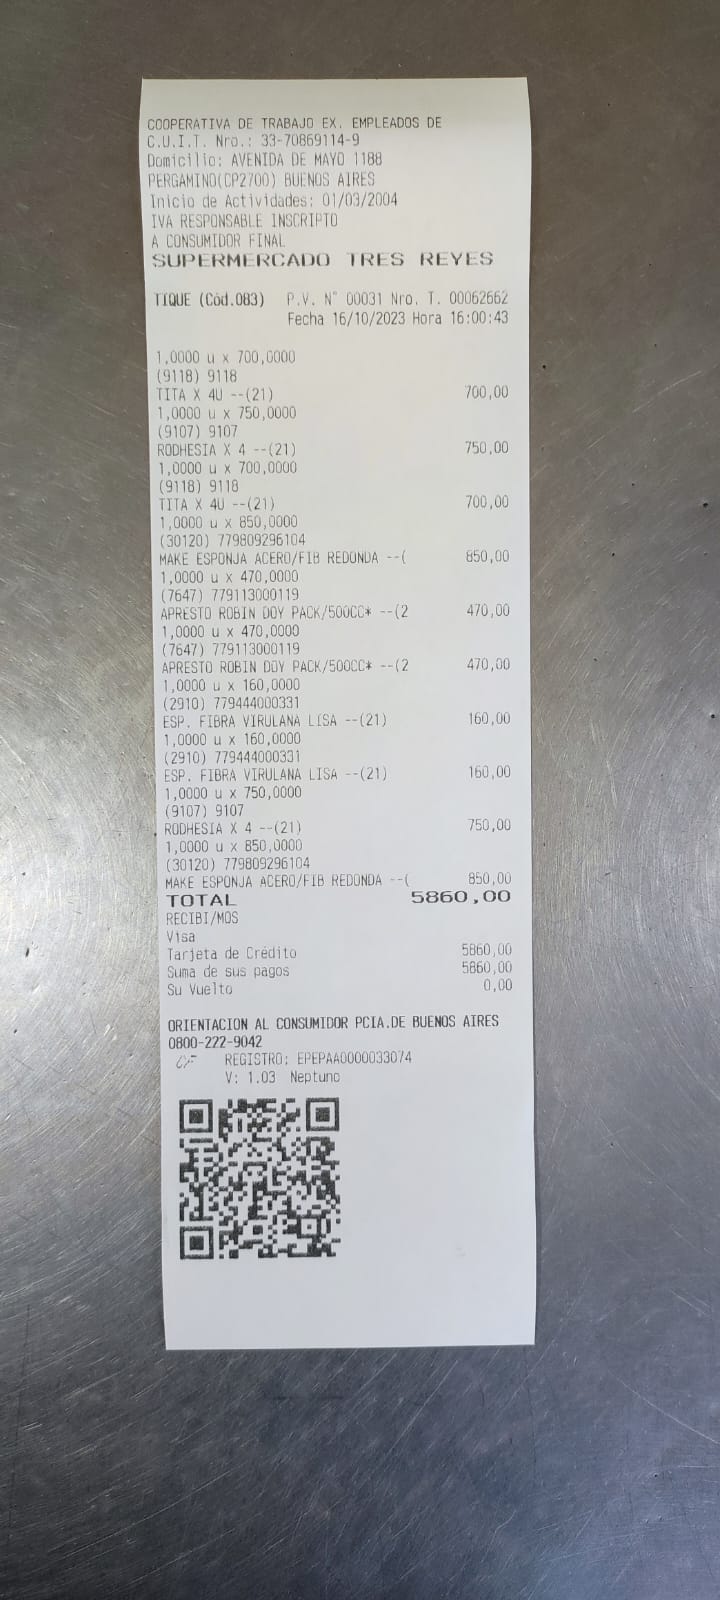 COOPERATIVA DE TRABAJO EX. EMPLEADOS DE
C.U.I.T. Nro.: 33-70869114-9
Domicilio: AVENIDA DE MAYO 1188
PERGAMINO(CP2700) BUENOS AIRES
Inicio de Actividades: 01/03/2004
IVA RESPONSABLE INSCRIPTO
A CONSUMIDOR FINAL
SUPERMERCADO TRES REYES
TIQUE (Cód.083) P.V. N° 00031 Nro. T. 00062662
Fecha 16/10/2023 Hora 16:00:43
1,0000 u x 700,0000
(9118) 9118
TITA X 4U --(21) 700,00
1,0000 u x 750,0000
(9107) 9107
RODHESIA X 4 --(21) 750,00
1,0000 u x 700,0000
(9118) 9118
TITA X 4U --(21) 700,00
1,0000 u x 850,0000
(30120) 779809296104
MAKE ESPONJA ACERO/FIB REDONDA --( 850,00
1,0000 u x 470,0000
(7647) 779113000119
APRESTO ROBIN DOY PACK/500CC* --(2 470,00
1,0000 u x 470,0000
(7647) 779113000119
APRESTO ROBIN DOY PACK/500CC* --(2 470,00
1,0000 u x 160,0000
(2910) 779444000331
ESP. FIBRA VIRULANA LISA --(21) 160,00
1,0000 u x 160,0000
(2910) 779444000331
ESP. FIBRA VIRULANA LISA --(21) 160,00
1,0000 u x 750,0000
(9107) 9107
RODHESIA X 4 --(21) 750,00
1,0000 u x 850,0000
(30120) 779809296104
MAKE ESPONJA ACERO/FIB REDONDA --( 850,00
TOTAL 5860,00
RECIBI/MOS
Visa
Tarjeta de Crédito 5860,00
Suma de sus pagos 5860,00
Su Vuelto 0,00
ORIENTACION AL CONSUMIDOR PCIA.DE BUENOS AIRES
0800-222-9042
CF REGISTRO: EPEPAA0000033074
V: 1.03 Neptuno